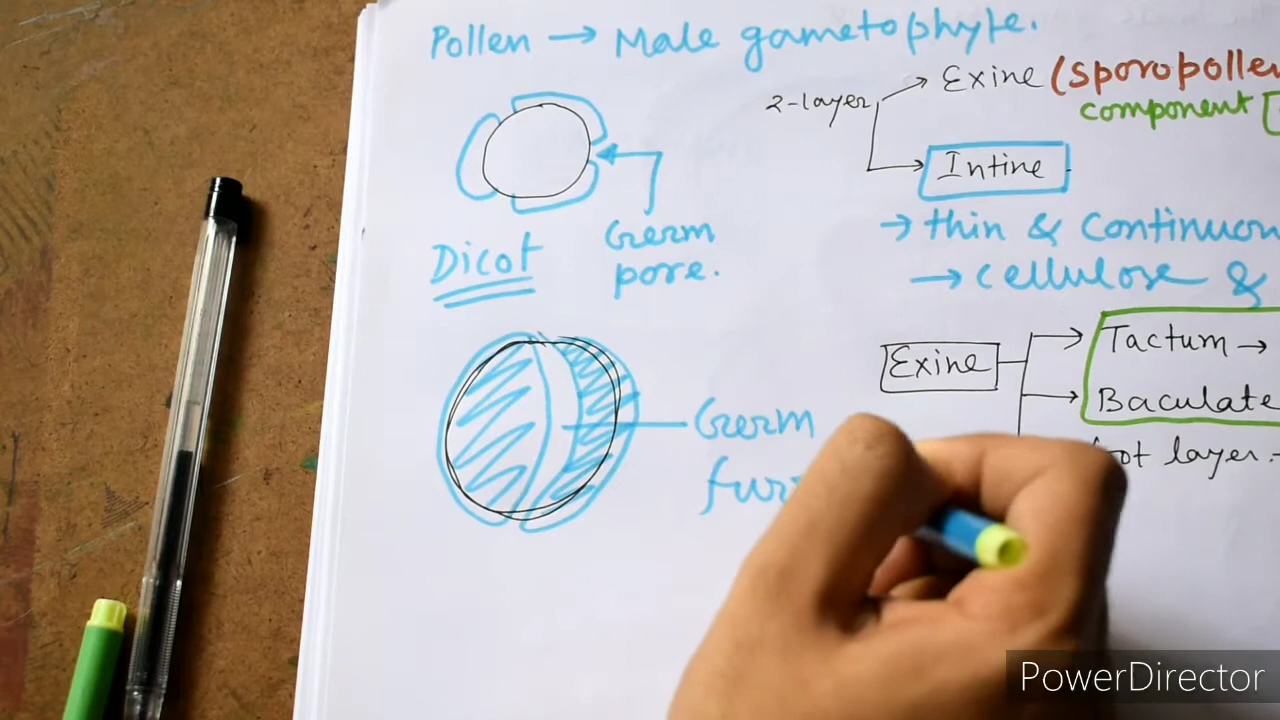 Pollen → Male gametophyte.
2-layer
Exine (sporopollen
component
Intine
Germ
pore.
Dicot
→ thin & Continuou
→ cellulose &
Exine
Tactum →
Baculate
layer.
Germ
PowerDirector